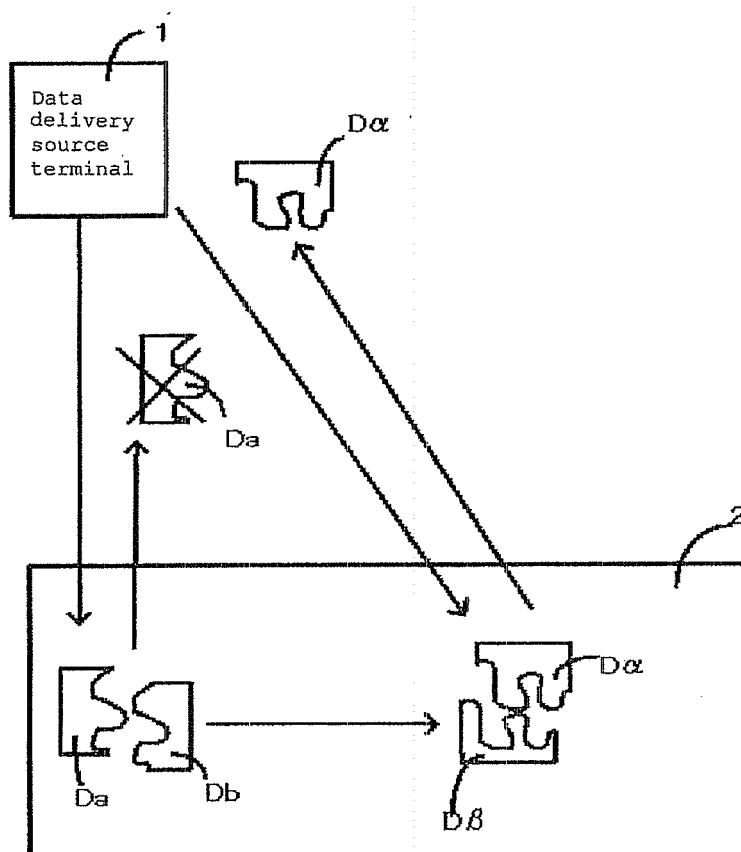 1
Data
delivery
source
terminal
Dα
Da
2
Dα
Da
Db
Dβ